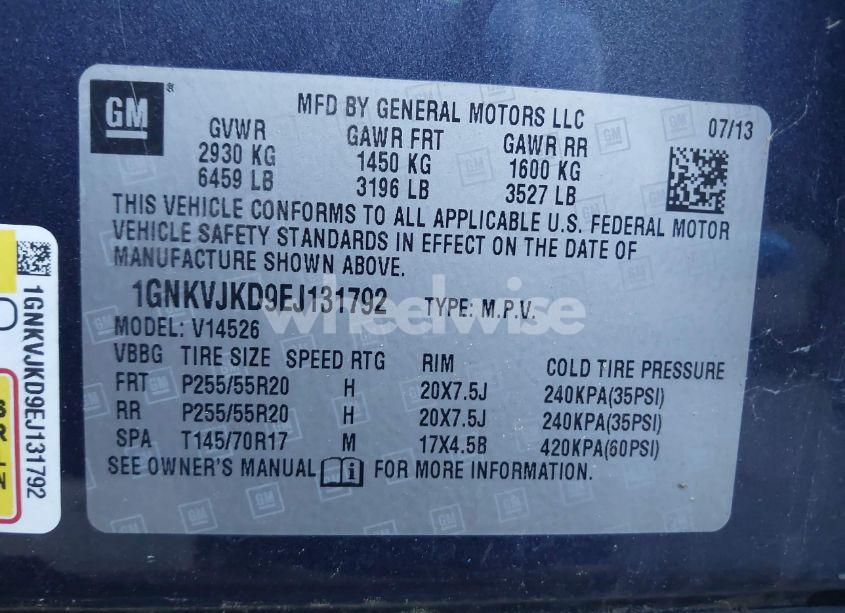 GM®
MFD BY GENERAL MOTORS LLC
07/13
GVWR GAWR FRT GAWR RR
2930 KG 1450 KG 1600 KG
6459 LB 3196 LB 3527 LB
THIS VEHICLE CONFORMS TO ALL APPLICABLE U.S. FEDERAL MOTOR
VEHICLE SAFETY STANDARDS IN EFFECT ON THE DATE OF
MANUFACTURE SHOWN ABOVE.
1GNKVJKD9EJ131792 TYPE: M.P.V.
wheelwise
MODEL: V14526
VBBG TIRE SIZE SPEED RTG RIM COLD TIRE PRESSURE
FRT P255/55R20 H 20X7.5J 240KPA(35PSI)
RR P255/55R20 H 20X7.5J 240KPA(35PSI)
SPA T145/70R17 M 17X4.5B 420KPA(60PSI)
SEE OWNER'S MANUAL FOR MORE INFORMATION.
1GNKVJKD9EJ131792